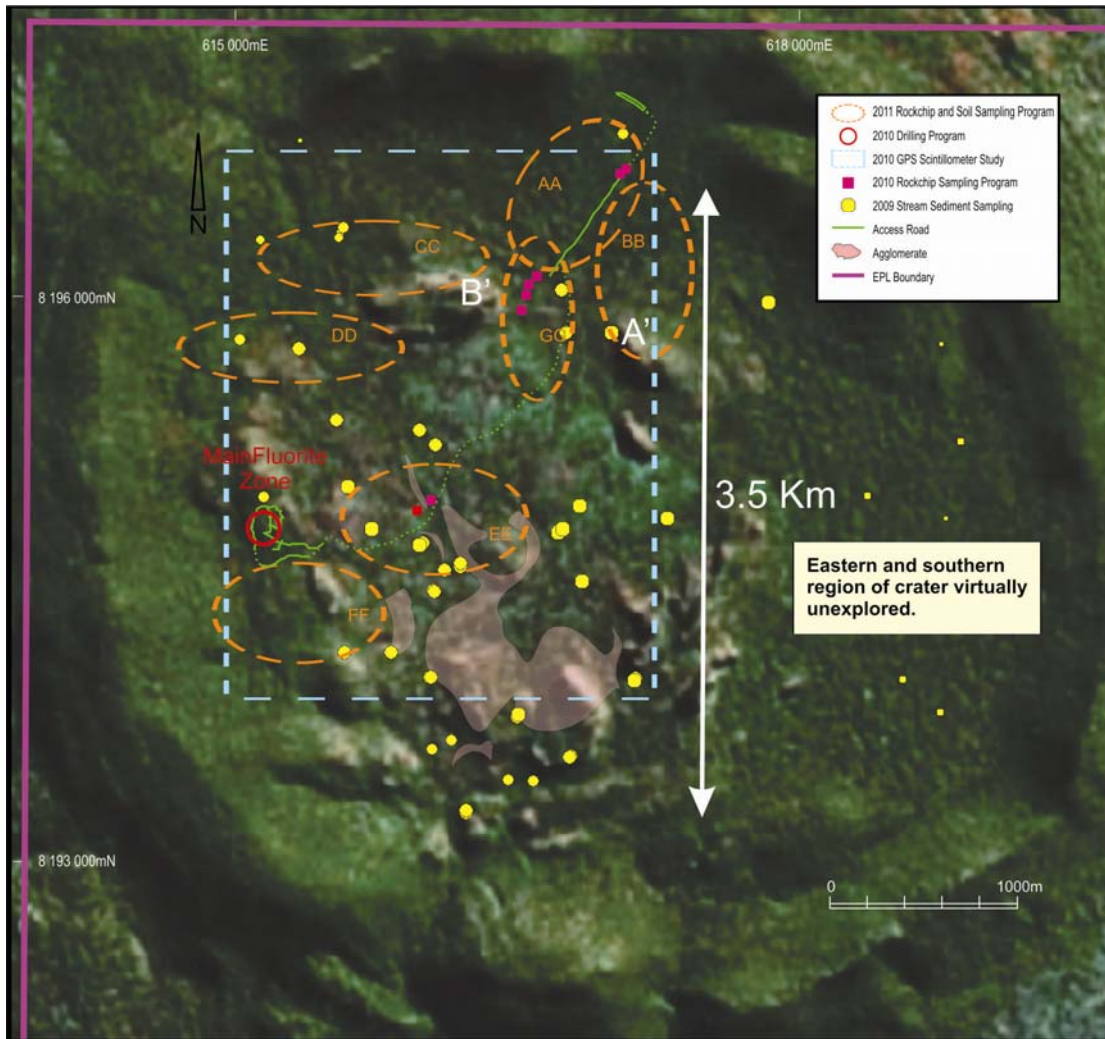 615 000mE
618 000mE
2011 Rockchip and Soil Sampling Program
2010 Drilling Program
2010 GPS Scintillometer Study
2010 Rockchip Sampling Program
2009 Stream Sediment Sampling
Access Road
Agglomerate
EPL Boundary
N
AA
BB
CC
B'
8 196 000mN
GG
A'
DD
MainFluorite
Zone
3.5 Km
EE
Eastern and southern
region of crater virtually
unexplored.
FF
8 193 000mN
0
1000m